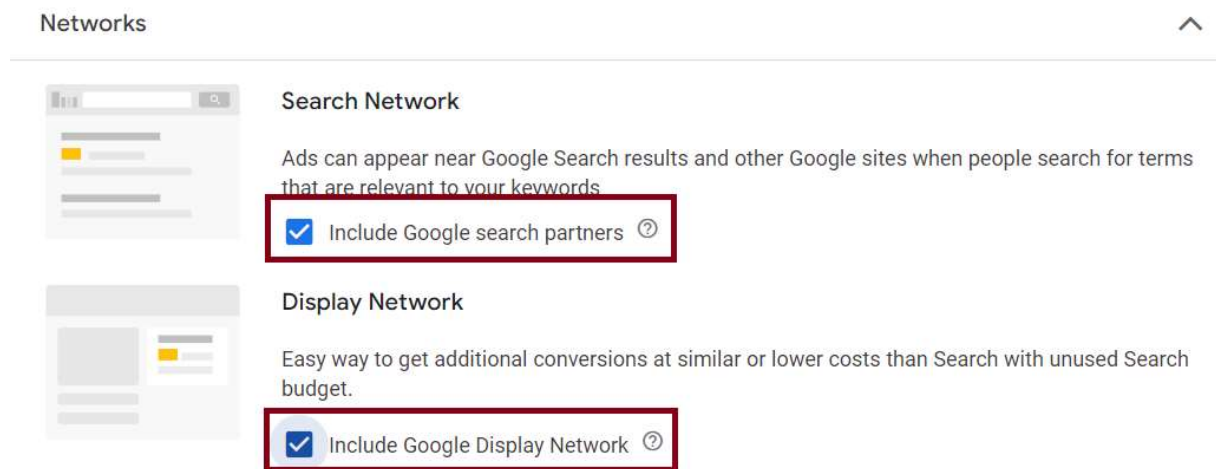 Networks
Search Network
Ads can appear near Google Search results and other Google sites when people search for terms
that are relevant to your keywords
Include Google search partners
Display Network
Easy way to get additional conversions at similar or lower costs than Search with unused Search
budget.
Include Google Display Network